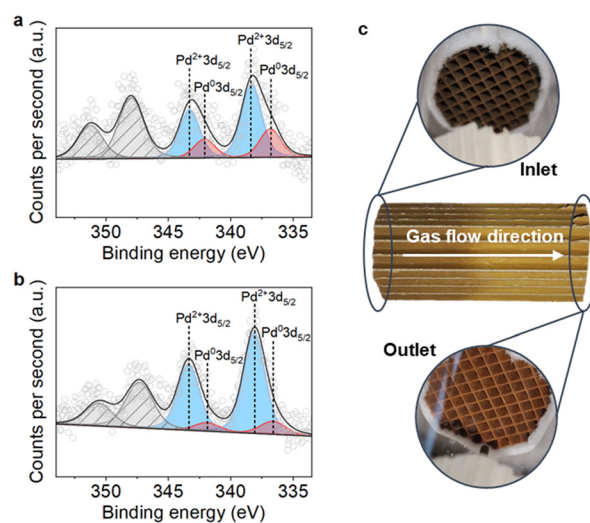 a
Counts per second (a.u.)
Pd²⁺3d₅/₂
Pd⁰3d₅/₂
Pd²⁺3d₅/₂
Pd⁰3d₅/₂
350 345 340 335
Binding energy (eV)
b
Counts per second (a.u.)
Pd²⁺3d₅/₂
Pd⁰3d₅/₂
Pd²⁺3d₅/₂
Pd⁰3d₅/₂
350 345 340 335
Binding energy (eV)
c
Inlet
Gas flow direction
Outlet